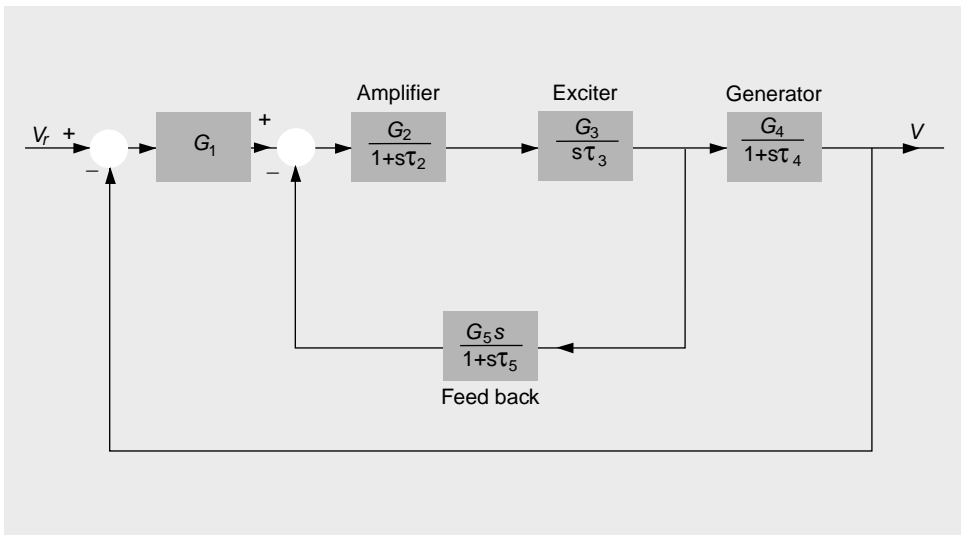 Amplifier
Exciter
Generator
Vr
+
−
G1
+
−
G2
1+sτ2
G3
sτ3
G4
1+sτ4
V
G5s
1+sτ5
Feed back